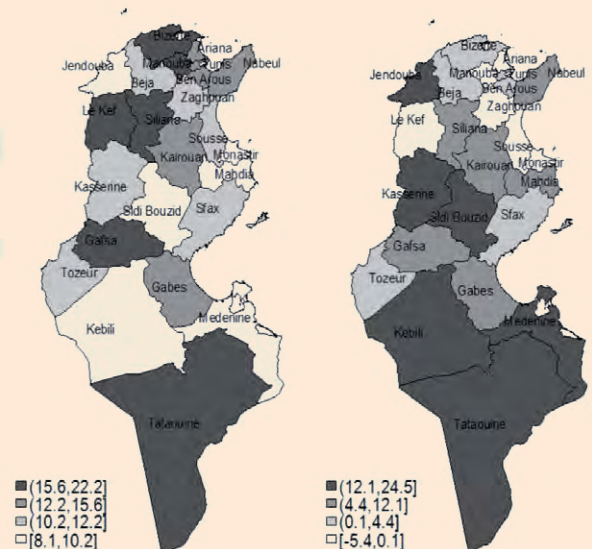 Bizerte
Ariana
Jendouba
Manouba
Tunis
Nabeul
Beja
Ben Arous
Zaghouan
Le Kef
Siliana
Sousse
Kairouan
Monastir
Mahdia
Kasserine
Sidi Bouzid
Sfax
Gafsa
Tozeur
Gabes
Medenine
Kebili
Tataouine
(15.6,22.2]
(12.2,15.6]
(10.2,12.2]
[8.1,10.2]
Bizerte
Ariana
Jendouba
Manouba
Tunis
Nabeul
Beja
Ben Arous
Zaghouan
Le Kef
Siliana
Sousse
Kairouan
Monastir
Mahdia
Kasserine
Sidi Bouzid
Sfax
Gafsa
Tozeur
Gabes
Medenine
Kebili
Tataouine
(12.1,24.5]
(4.4,12.1]
(0.1,4.4]
[-5.4,0.1]